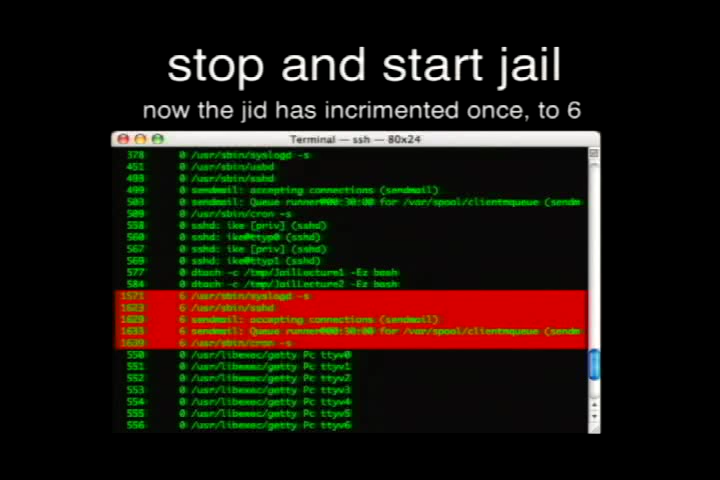 stop and start jail
now the jid has incrimented once, to 6
Terminal — ssh — 80x24
378 0 /usr/sbin/syslogd -s
451 0 /usr/sbin/usbd
493 0 /usr/sbin/sshd
499 0 sendmail: accepting connections (sendmail)
503 0 sendmail: Queue runner@00:30:00 for /var/spool/clientmqueue (sendm
509 0 /usr/sbin/cron -s
558 0 sshd: ike [priv] (sshd)
560 0 sshd: ike@ttyp0 (sshd)
567 0 sshd: ike [priv] (sshd)
569 0 sshd: ike@ttyp1 (sshd)
577 0 dtach -c /tmp/JailLecture1 -Ez bash
584 0 dtach -c /tmp/JailLecture2 -Ez bash
1571 6 /usr/sbin/syslogd -s
1623 6 /usr/sbin/sshd
1629 6 sendmail: accepting connections (sendmail)
1633 6 sendmail: Queue runner@00:30:00 for /var/spool/clientmqueue (sendm
1639 6 /usr/sbin/cron -s
550 0 /usr/libexec/getty Pc ttyv0
551 0 /usr/libexec/getty Pc ttyv1
552 0 /usr/libexec/getty Pc ttyv2
553 0 /usr/libexec/getty Pc ttyv3
554 0 /usr/libexec/getty Pc ttyv4
555 0 /usr/libexec/getty Pc ttyv5
556 0 /usr/libexec/getty Pc ttyv6